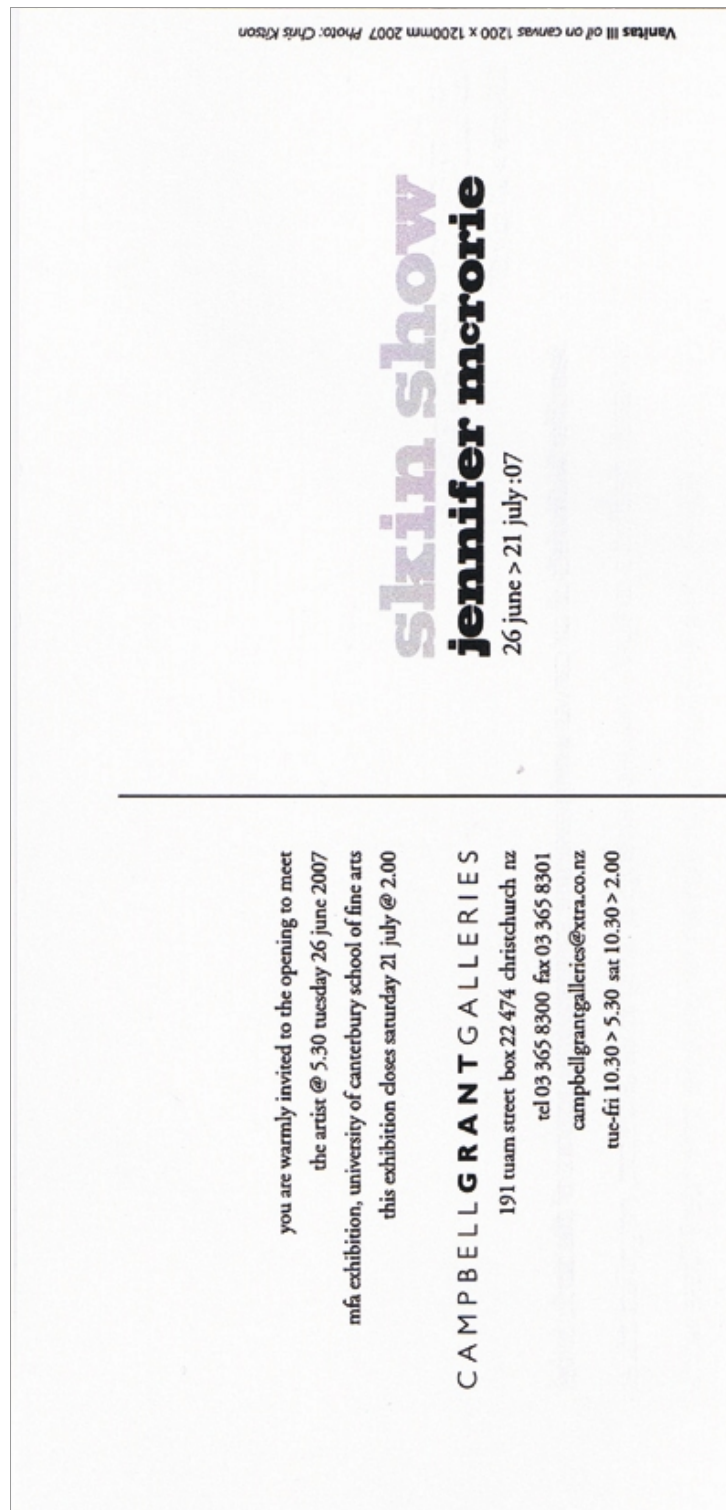 Vanitas III oil on canvas 1200 x 1200mm 2007 Photo: Chris Kitson
skin show
jennifer mcrorie
26 june > 21 july :07
you are warmly invited to the opening to meet
the artist @ 5.30 tuesday 26 june 2007
mfa exhibition, university of canterbury school of fine arts
this exhibition closes saturday 21 july @ 2.00
CAMPBELLGRANTGALLERIES
191 tuam street box 22 474 christchurch nz
tel 03 365 8300 fax 03 365 8301
campbellgrantgalleries@xtra.co.nz
tue-fri 10.30 > 5.30 sat 10.30 > 2.00